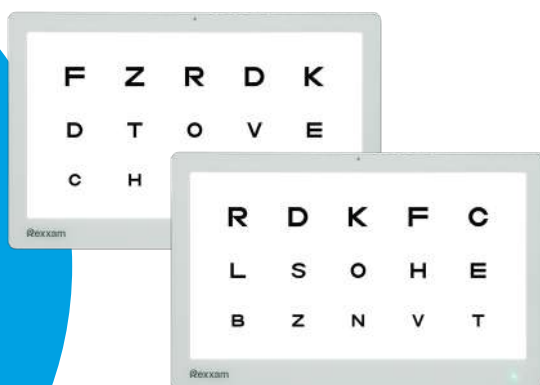 F Z R D K
D T O V E
C H
Rexxam
R D K F C
L S O H E
B Z N V T
Rexxam